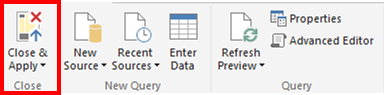 Close &
Apply
Close
New
Source
Recent
Sources
Enter
Data
New Query
Refresh
Preview
Properties
Advanced Editor
Query